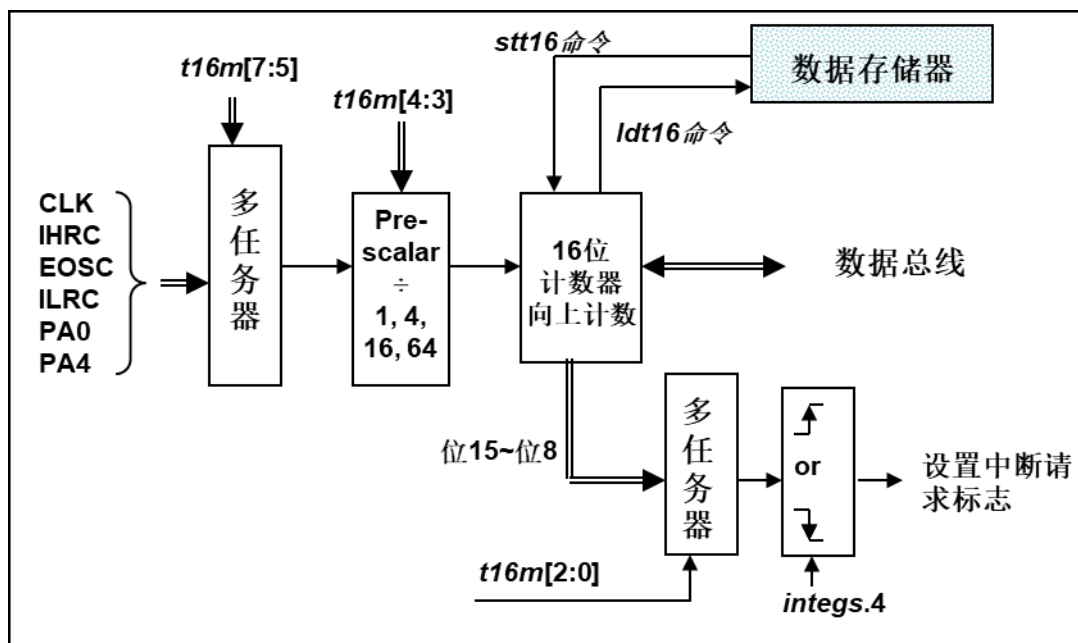 stt16命令
数据存储器
t16m[7:5]
t16m[4:3]
ldt16命令
CLK
IHRC
EOSC
ILRC
PA0
PA4
多
任
务
器
Pre-
scalar
÷
1, 4,
16, 64
16位
计数器
向上计数
数据总线
位15~位8
多
任
务
器
or
设置中断请
求标志
t16m[2:0]
integs.4